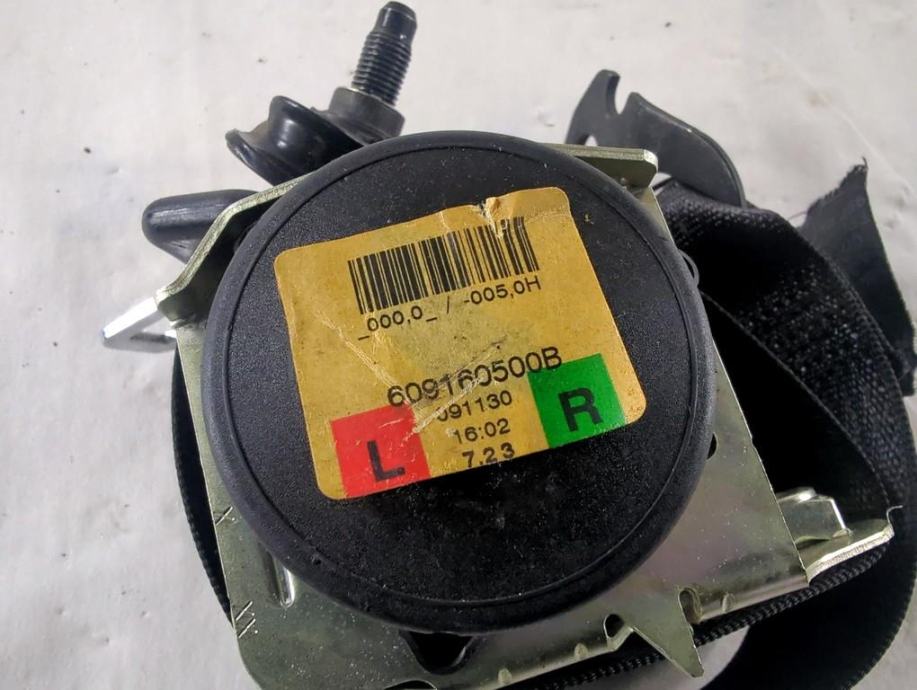 _000,0_ / -005,0H
609160500B
091130
16:02
7.23
L
R